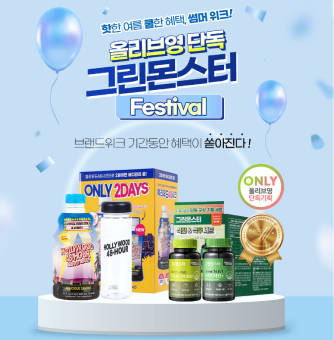 핫한 여름 쿨한 혜택, 썸머 위크!
올리브영 단독
그린몬스터
Festival
브랜드위크 기간동안 혜택이 쏟아진다!
ONLY 2DAYS
HOLLYWOOD
48-HOUR
HOLLYWOOD
48-HOUR
그린몬스터
ONLY
올리브영
단독기획